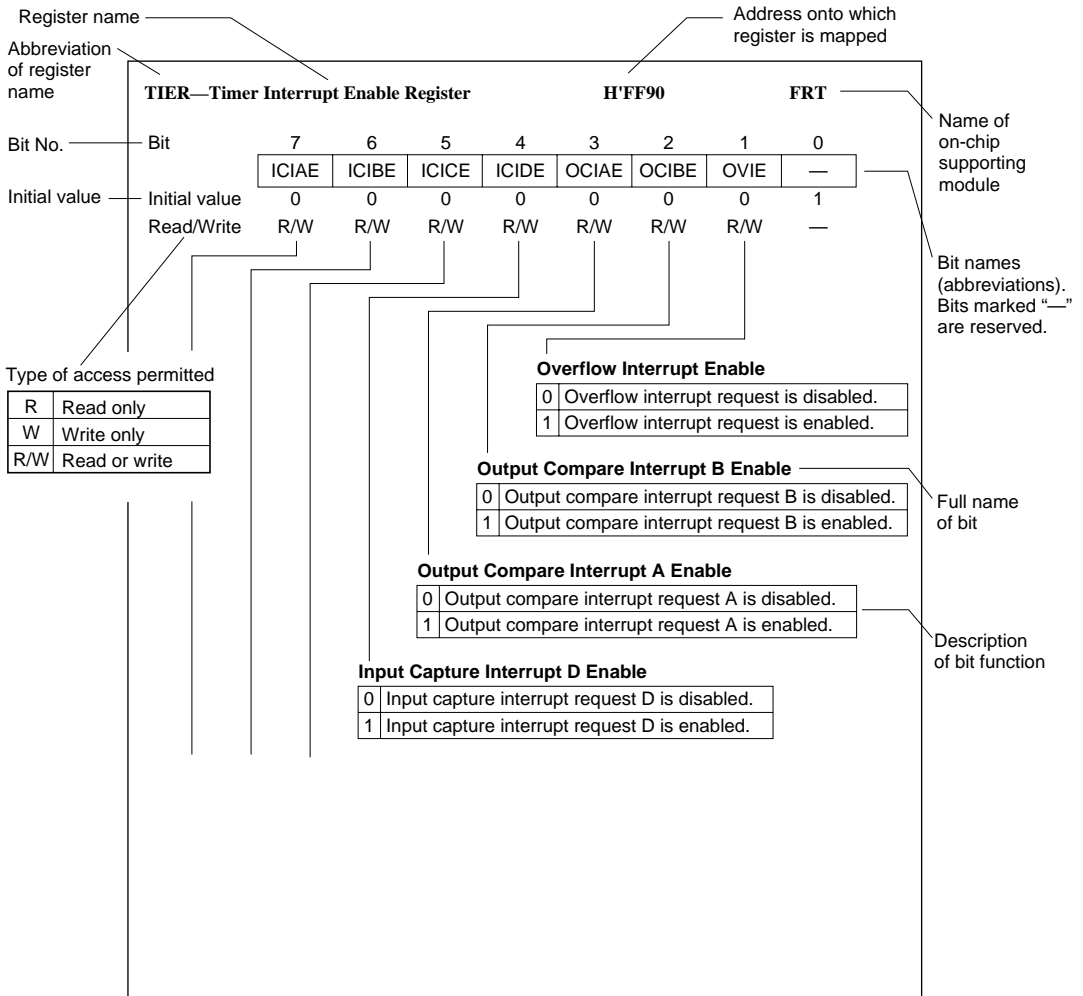 Register name
Address onto which
register is mapped
Abbreviation
of register
name
TIER—Timer Interrupt Enable Register H'FF90 FRT
Name of
on-chip
supporting
module
Bit No.
Bit 7 6 5 4 3 2 1 0
ICIAE ICIBE ICICE ICIDE OCIAE OCIBE OVIE —
Initial value
Initial value 0 0 0 0 0 0 0 1
Read/Write R/W R/W R/W R/W R/W R/W R/W —
Bit names
(abbreviations).
Bits marked “—”
are reserved.
Type of access permitted
R Read only
W Write only
R/W Read or write
Overflow Interrupt Enable
0 Overflow interrupt request is disabled.
1 Overflow interrupt request is enabled.
Output Compare Interrupt B Enable
0 Output compare interrupt request B is disabled.
1 Output compare interrupt request B is enabled.
Full name
of bit
Output Compare Interrupt A Enable
0 Output compare interrupt request A is disabled.
1 Output compare interrupt request A is enabled.
Description
of bit function
Input Capture Interrupt D Enable
0 Input capture interrupt request D is disabled.
1 Input capture interrupt request D is enabled.